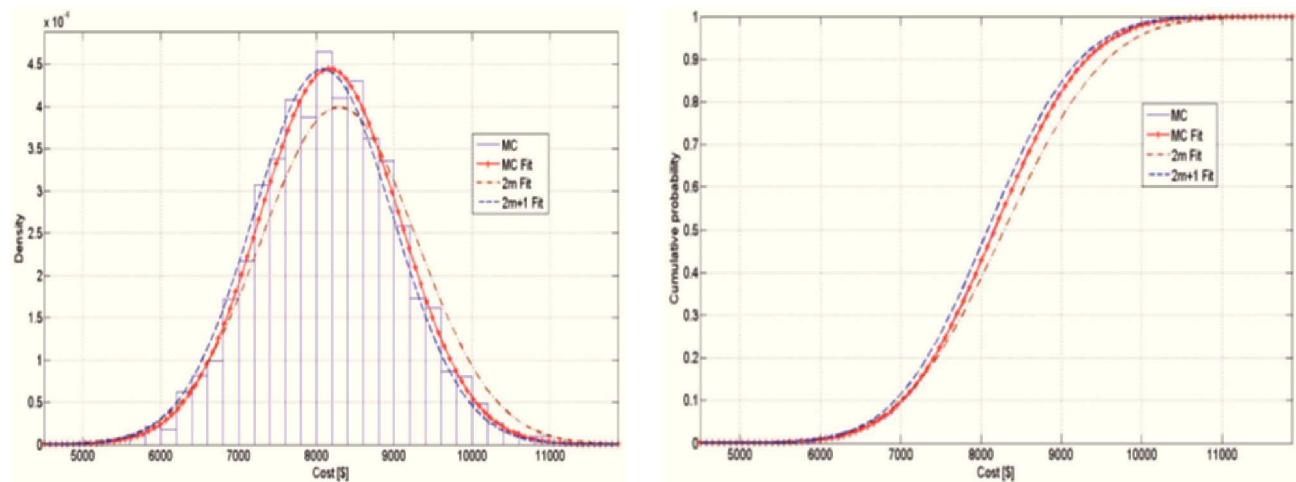 x 10⁻⁴
4.5
4
3.5
3
2.5
2
1.5
1
0.5
0
Density
5000 6000 7000 8000 9000 10000 11000
Cost [$]
MC
MC Fit
2m Fit
2m+1 Fit
1
0.9
0.8
0.7
0.6
0.5
0.4
0.3
0.2
0.1
0
Cumulative probability
5000 6000 7000 8000 9000 10000 11000
Cost [$]
MC
MC Fit
2m Fit
2m+1 Fit